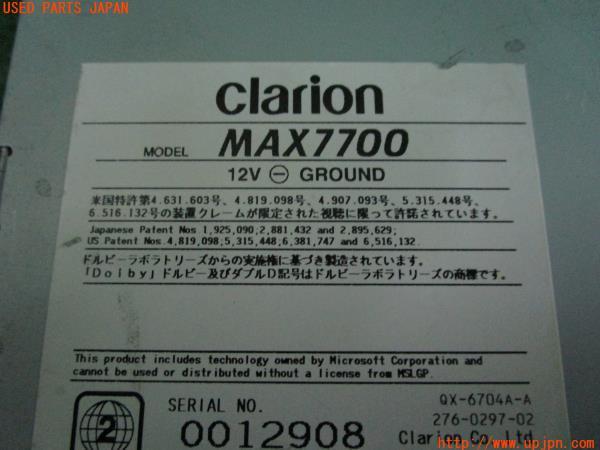 USED PARTS JAPAN
clarion
MODEL MAX7700
12V ⊖ GROUND
米国特許第4.631.603号、4.819.098号、4.907.093号、5.315.448号、
6.516.132号の装置クレームが限定された視聴に限って許諾されています。
Japanese Patent Nos 1,925,090;2,881,432 and 2,895,629;
US Patent Nos.4,819,098;5,315,448;6,381,747 and 6,516,132.
ドルビーラボラトリーズからの実施権に基づき製造されています。
「Dolby」ドルビー及びダブルD記号はドルビーラボラトリーズの商標です。
This product includes technology owned by Microsoft Corporation and
cannot be used or distributed without a license from MSLGP.
2
SERIAL NO.
0012908
QX-6704A-A
276-0297-02
Clarion Co.,Ltd.
http://www.upjpn.com/